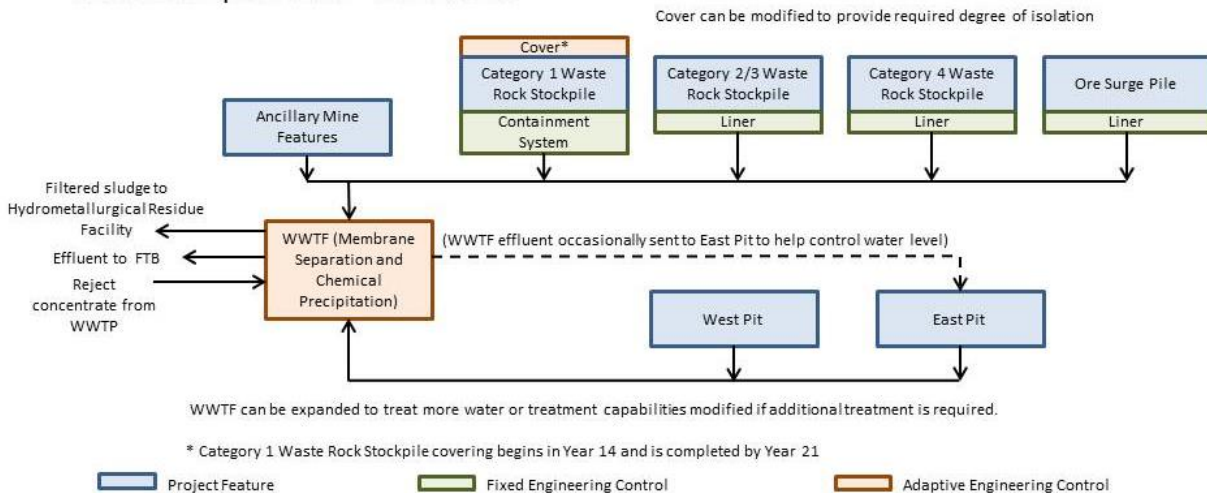 Cover can be modified to provide required degree of isolation
Cover*
Category 1 Waste
Rock Stockpile
Containment
System
Category 2/3 Waste
Rock Stockpile
Liner
Category 4 Waste
Rock Stockpile
Liner
Ore Surge Pile
Liner
Ancillary Mine
Features
Filtered sludge to
Hydrometallurgical Residue
Facility
Effluent to FTB
Reject
concentrate from
WWTP
WWTF (Membrane
Separation and
Chemical
Precipitation)
(WWTF effluent occasionally sent to East Pit to help control water level)
West Pit
East Pit
WWTF can be expanded to treat more water or treatment capabilities modified if additional treatment is required.
* Category 1 Waste Rock Stockpile covering begins in Year 14 and is completed by Year 21
Project Feature
Fixed Engineering Control
Adaptive Engineering Control